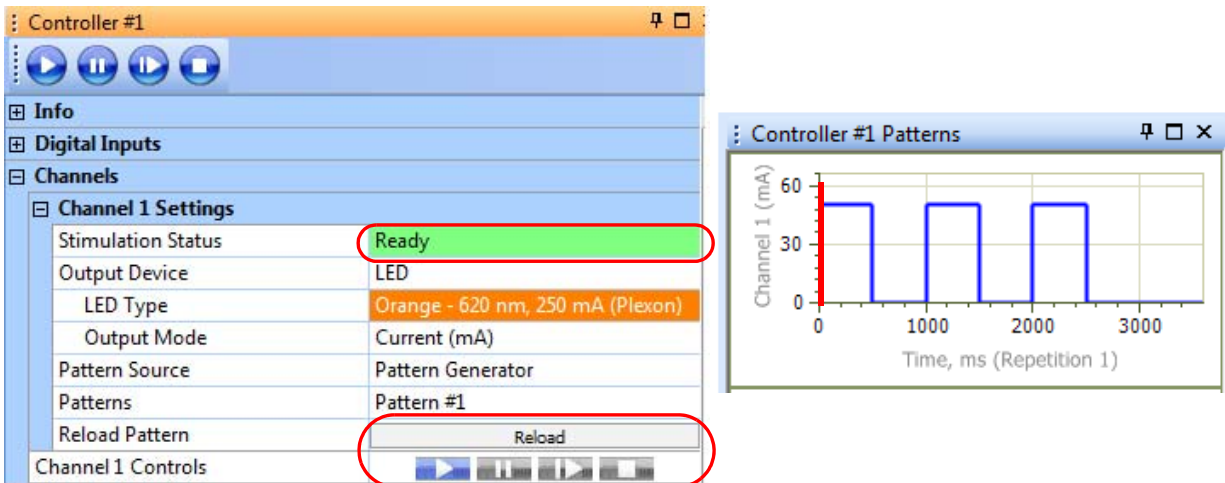 Controller #1
Info
Digital Inputs
Channels
Channel 1 Settings
Stimulation Status Ready
Output Device LED
LED Type Orange - 620 nm, 250 mA (Plexon)
Output Mode Current (mA)
Pattern Source Pattern Generator
Patterns Pattern #1
Reload Pattern Reload
Channel 1 Controls
Controller #1 Patterns
Channel 1 (mA)
60
30
0
0 1000 2000 3000
Time, ms (Repetition 1)